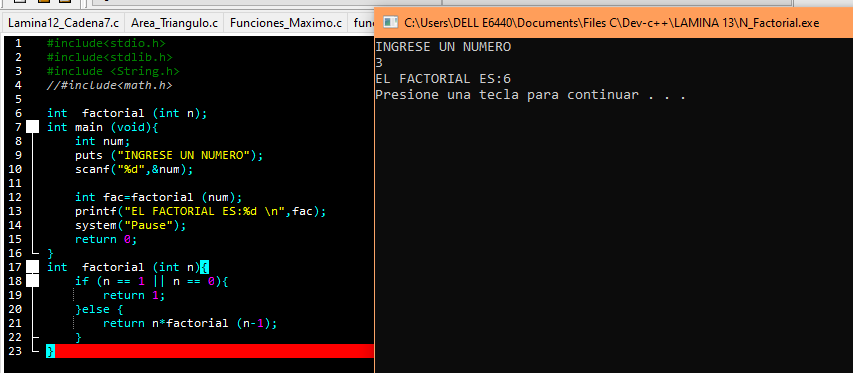 Lamina12_Cadena7.c Area_Triangulo.c Funciones_Maximo.c
1 #include<stdio.h>
2 #include<stdlib.h>
3 #include <String.h>
4 //#include<math.h>
5
6 int  factorial (int n);
7 int main (void){
8     int num;
9     puts ("INGRESE UN NUMERO");
10     scanf("%d",&num);
11
12     int fac=factorial (num);
13     printf("EL FACTORIAL ES:%d \n",fac);
14     system("Pause");
15     return 0;
16 }
17 int  factorial (int n){
18     if (n == 1 || n == 0){
19         return 1;
20     }else {
21         return n*factorial (n-1);
22     }
23 }
C:\Users\DELL E6440\Documents\Files C\Dev-c++\LAMINA 13\N_Factorial.exe
INGRESE UN NUMERO
3
EL FACTORIAL ES:6
Presione una tecla para continuar . . .